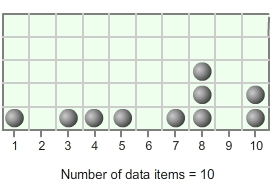 1 2 3 4 5 6 7 8 9 10
Number of data items = 10